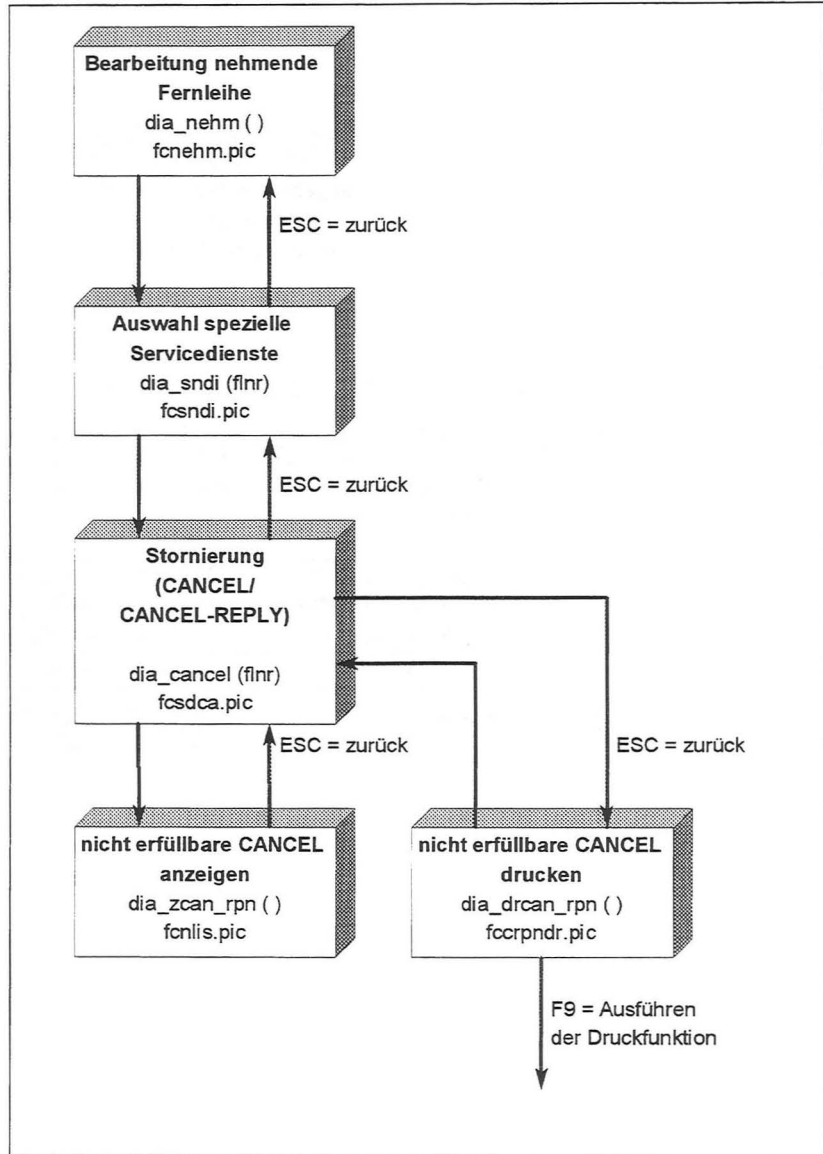 Bearbeitung nehmende
Fernleihe
dia_nehm ( )
fcnehm.pic
ESC = zurück
Auswahl spezielle
Servicedienste
dia_sndi (flnr)
fcsndi.pic
ESC = zurück
Stornierung
(CANCEL/
CANCEL-REPLY)
dia_cancel (flnr)
fcsdca.pic
ESC = zurück
ESC = zurück
nicht erfüllbare CANCEL
anzeigen
dia_zcan_rpn ( )
fcnlis.pic
nicht erfüllbare CANCEL
drucken
dia_drcan_rpn ( )
fccrpndr.pic
F9 = Ausführen
der Druckfunktion